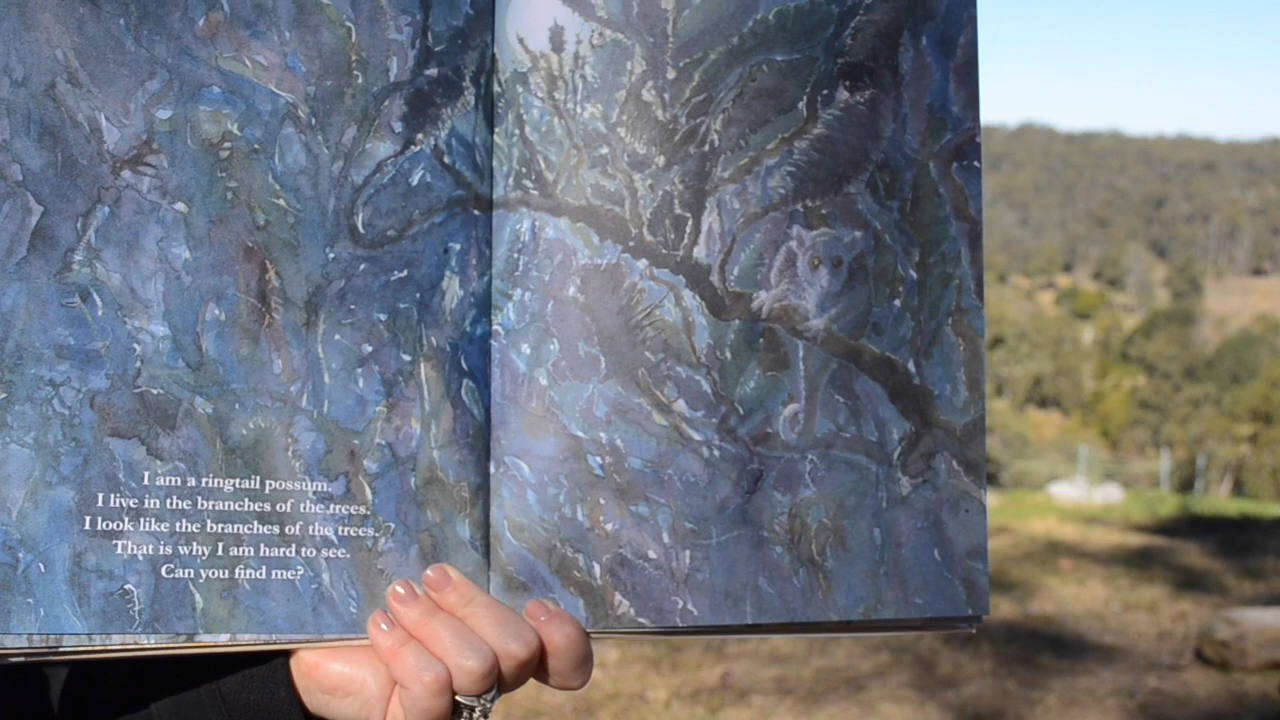 I am a ringtail possum.
I live in the branches of the trees.
I look like the branches of the trees.
That is why I am hard to see.
Can you find me?